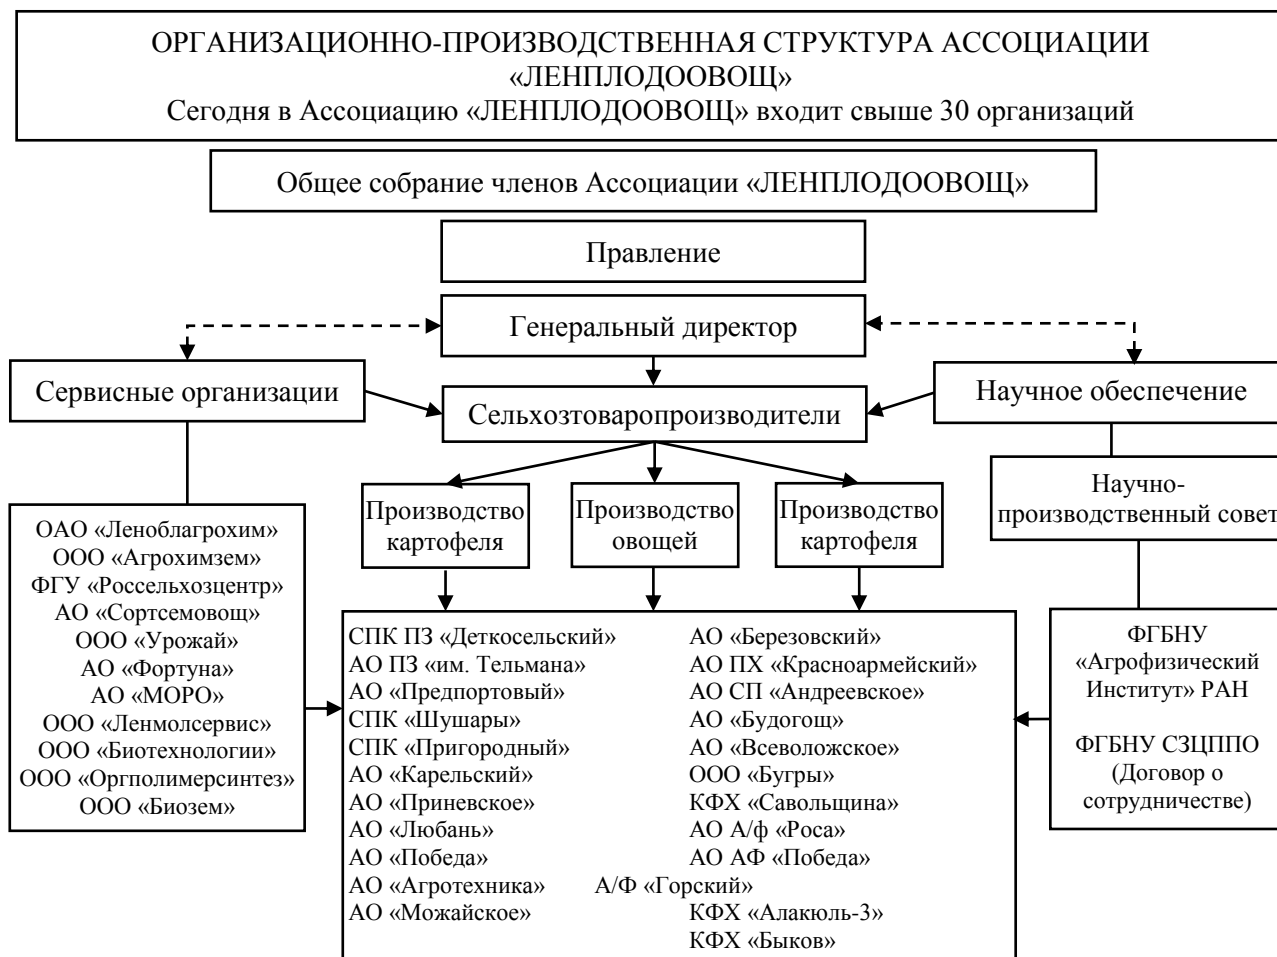 ОРГАНИЗАЦИОННО-ПРОИЗВОДСТВЕННАЯ СТРУКТУРА АССОЦИАЦИИ
«ЛЕНПЛОДООВОЩ»
Сегодня в Ассоциацию «ЛЕНПЛОДООВОЩ» входит свыше 30 организаций
Общее собрание членов Ассоциации «ЛЕНПЛОДООВОЩ»
Правление
Генеральный директор
Сервисные организации
Сельхозтоваропроизводители
Научное обеспечение
Производство
картофеля
Производство
овощей
Производство
картофеля
Научно-
производственный совет
ОАО «Леноблагрохим»
ООО «Агрохимзем»
ФГУ «Россельхозцентр»
АО «Сортсемовощ»
ООО «Урожай»
АО «Фортуна»
АО «МОРО»
ООО «Ленмолсервис»
ООО «Биотехнологии»
ООО «Оргполимерсинтез»
ООО «Биозем»
СПК ПЗ «Деткосельский»
АО ПЗ «им. Тельмана»
АО «Предпортовый»
СПК «Шушары»
СПК «Пригородный»
АО «Карельский»
АО «Приневское»
АО «Любань»
АО «Победа»
АО «Агротехника»
АО «Можайское»
АО «Березовский»
АО ПХ «Красноармейский»
АО СП «Андреевское»
АО «Будогощ»
АО «Всеволожское»
ООО «Бугры»
КФХ «Савольщина»
АО А/ф «Роса»
АО АФ «Победа»
А/Ф «Горский»
КФХ «Алакюль-3»
КФХ «Быков»
ФГБНУ
«Агрофизический
Институт» РАН
ФГБНУ СЗЦППО
(Договор о
сотрудничестве)